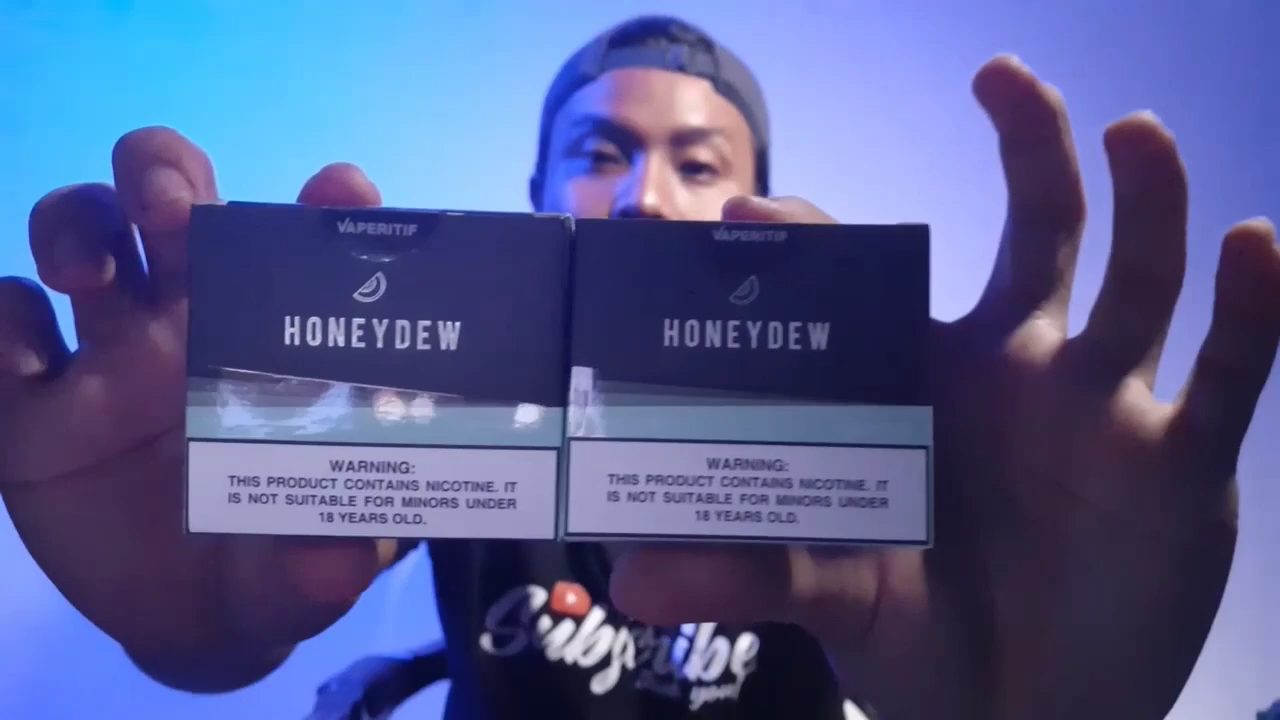 VAPERITIF
HONEYDEW
WARNING:
THIS PRODUCT CONTAINS NICOTINE. IT
IS NOT SUITABLE FOR MINORS UNDER
18 YEARS OLD.
VAPERITIF
HONEYDEW
WARNING:
THIS PRODUCT CONTAINS NICOTINE. IT
IS NOT SUITABLE FOR MINORS UNDER
18 YEARS OLD.
Subscribe
you!